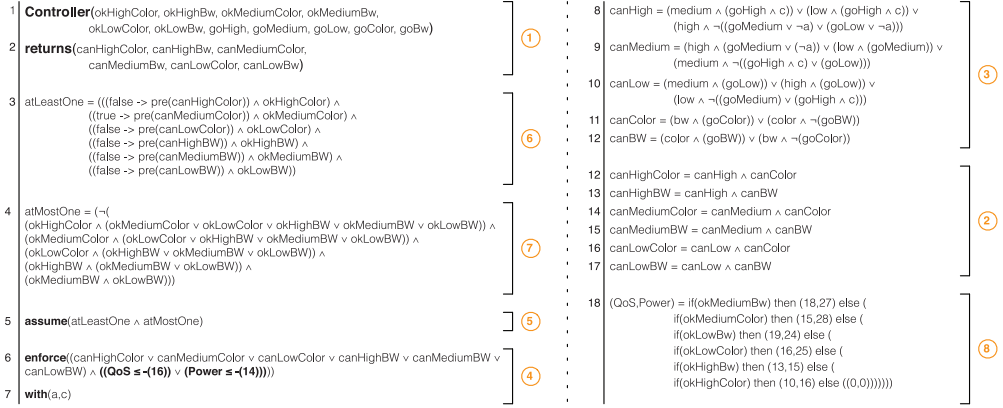 1 Controller(okHighColor, okHighBw, okMediumColor, okMediumBw,
okLowColor, okLowBw, goHigh, goMedium, goLow, goColor, goBw)
2 returns(canHighColor, canHighBw, canMediumColor,
canMediumBw, canLowColor, canLowBw)
1
3 atLeastOne = (((false -> pre(canHighColor)) ∧ okHighColor) ∧
((true -> pre(canMediumColor)) ∧ okMediumColor) ∧
((false -> pre(canLowColor)) ∧ okLowColor) ∧
((false -> pre(canHighBW)) ∧ okHighBW) ∧
((false -> pre(canMediumBW)) ∧ okMediumBW) ∧
((false -> pre(canLowBW)) ∧ okLowBW))
6
4 atMostOne = (¬(
(okHighColor ∧ (okMediumColor ∨ okLowColor ∨ okHighBW ∨ okMediumBW ∨ okLowBW)) ∧
(okMediumColor ∧ (okLowColor ∨ okHighBW ∨ okMediumBW ∨ okLowBW)) ∧
(okLowColor ∧ (okHighBW ∨ okMediumBW ∨ okLowBW)) ∧
(okHighBW ∧ (okMediumBW ∨ okLowBW)) ∧
(okMediumBW ∧ okLowBW)))
7
5 assume(atLeastOne ∧ atMostOne)
5
6 enforce((canHighColor ∨ canMediumColor ∨ canLowColor ∨ canHighBW ∨ canMediumBW ∨
canLowBW) ∧ ((QoS ≤ -(16)) ∨ (Power ≤ -(14)))))
7 with(a,c)
4
8 canHigh = (medium ∧ (goHigh ∧ c)) ∨ (low ∧ (goHigh ∧ c)) ∨
(high ∧ ¬((goMedium ∨ ¬a) ∨ (goLow ∨ ¬a)))
9 canMedium = (high ∧ (goMedium ∨ (¬a)) ∨ (low ∧ (goMedium)) ∨
(medium ∧ ¬((goHigh ∧ c) ∨ (goLow)))
10 canLow = (medium ∧ (goLow)) ∨ (high ∧ (goLow)) ∨
(low ∧ ¬((goMedium) ∨ (goHigh ∧ c)))
11 canColor = (bw ∧ (goColor)) ∨ (color ∧ ¬(goBW))
12 canBW = (color ∧ (goBW)) ∨ (bw ∧ ¬(goColor))
3
12 canHighColor = canHigh ∧ canColor
13 canHighBW = canHigh ∧ canBW
14 canMediumColor = canMedium ∧ canColor
15 canMediumBW = canMedium ∧ canBW
16 canLowColor = canLow ∧ canColor
17 canLowBW = canLow ∧ canBW
2
18 (QoS,Power) = if(okMediumBw) then (18,27) else (
if(okMediumColor) then (15,28) else (
if(okLowBw) then (19,24) else (
if(okLowColor) then (16,25) else (
if(okHighBw) then (13,15) else (
if(okHighColor) then (10,16) else ((0,0)))))))
8